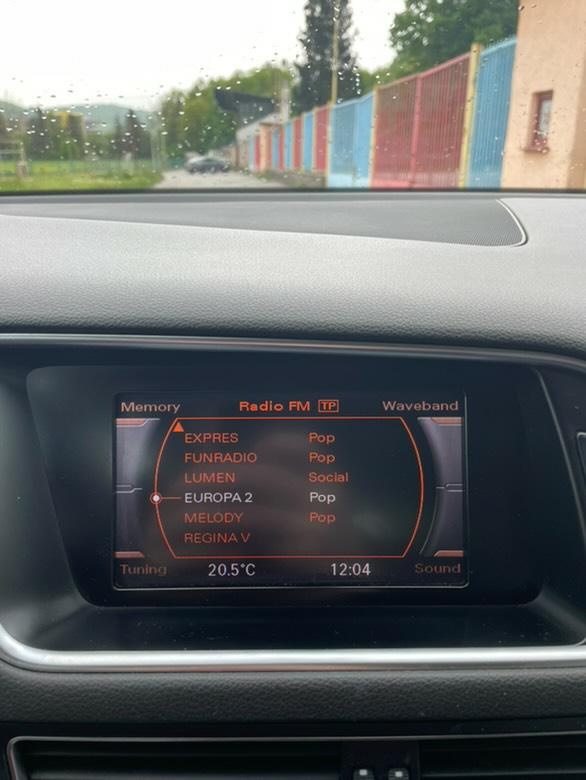 Memory Radio FM TP Waveband
EXPRES Pop
FUNRADIO Pop
LUMEN Social
EUROPA 2 Pop
MELODY Pop
REGINA V
Tuning 20.5°C 12:04 Sound